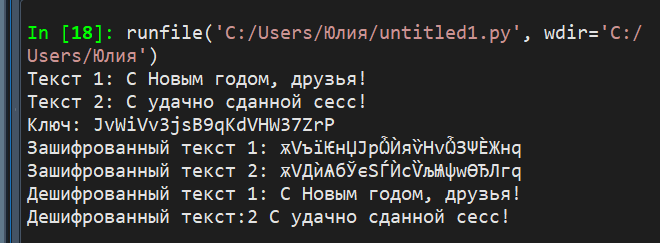 In [18]: runfile('C:/Users/Юлия/untitled1.py', wdir='C:/
Users/Юлия')
Текст 1: С Новым годом, друзья!
Текст 2: С удачно сданной сесс!
Ключ: JvWiVv3jsB9qKdVHW37ZrP
Зашифрованный текст 1: ѫVъїѤнЏJрѼЍяѷHvѼЗѰЀЖнq
Зашифрованный текст 2: ѫVДѝѦбЎєSЃЍсѶљѨѱwѲЂЛгq
Дешифрованный текст 1: С Новым годом, друзья!
Дешифрованный текст:2 С удачно сданной сесс!